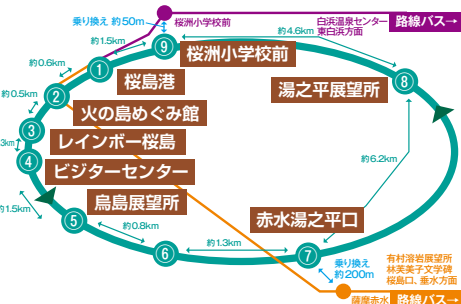 乗り換え 約50m
桜洲小学校前
白浜温泉センター
東白浜方面
路線バス→
約1.5km
⑨
約4.6km
桜洲小学校前
約0.6km
①
桜島港
⑧
湯之平展望所
約0.5km
②
火の島めぐみ館
③
レインボー桜島
3km
④
ビジターセンター
約6.2km
約1.5km
⑤
烏島展望所
赤水湯之平口
約0.8km
⑥
約1.3km
⑦
乗り換え
約200m
有村溶岩展望所
林芙美子文学碑
桜島口、垂水方面
薩摩赤水
路線バス→